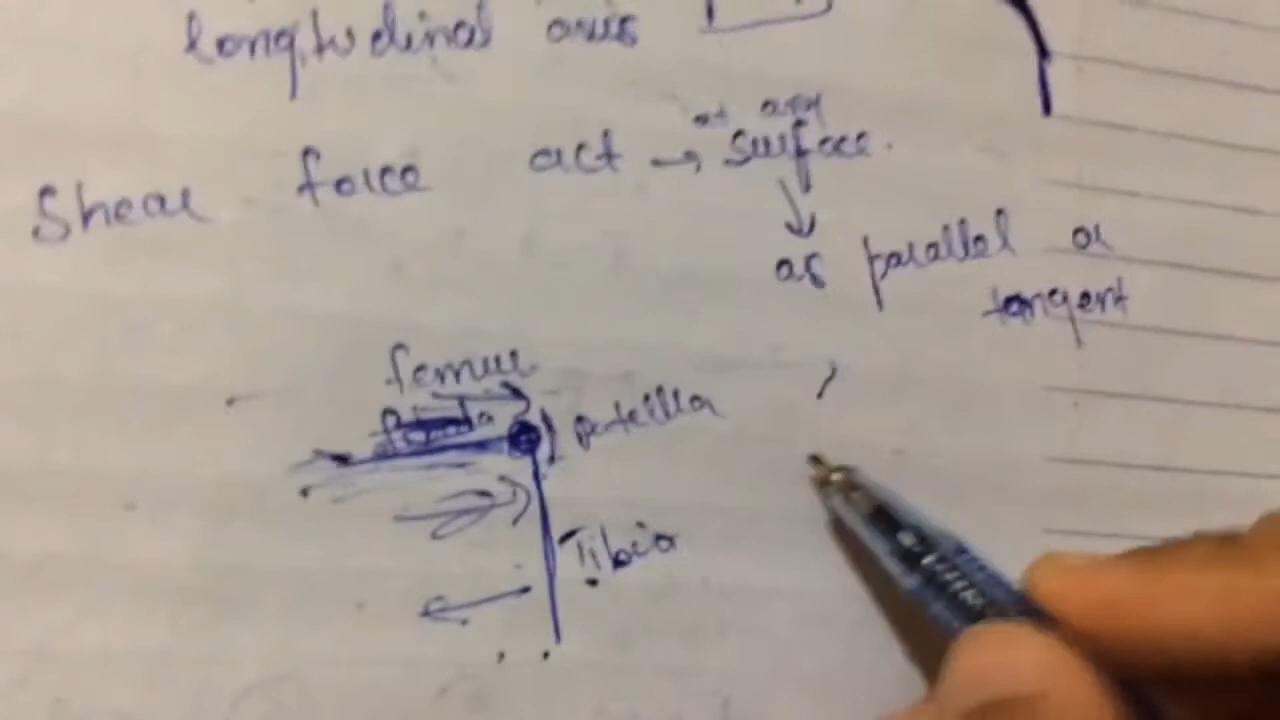 longitudinal axis
at any
Shear force act → surface.
as parallel or
tangent
femur
patella
Tibia